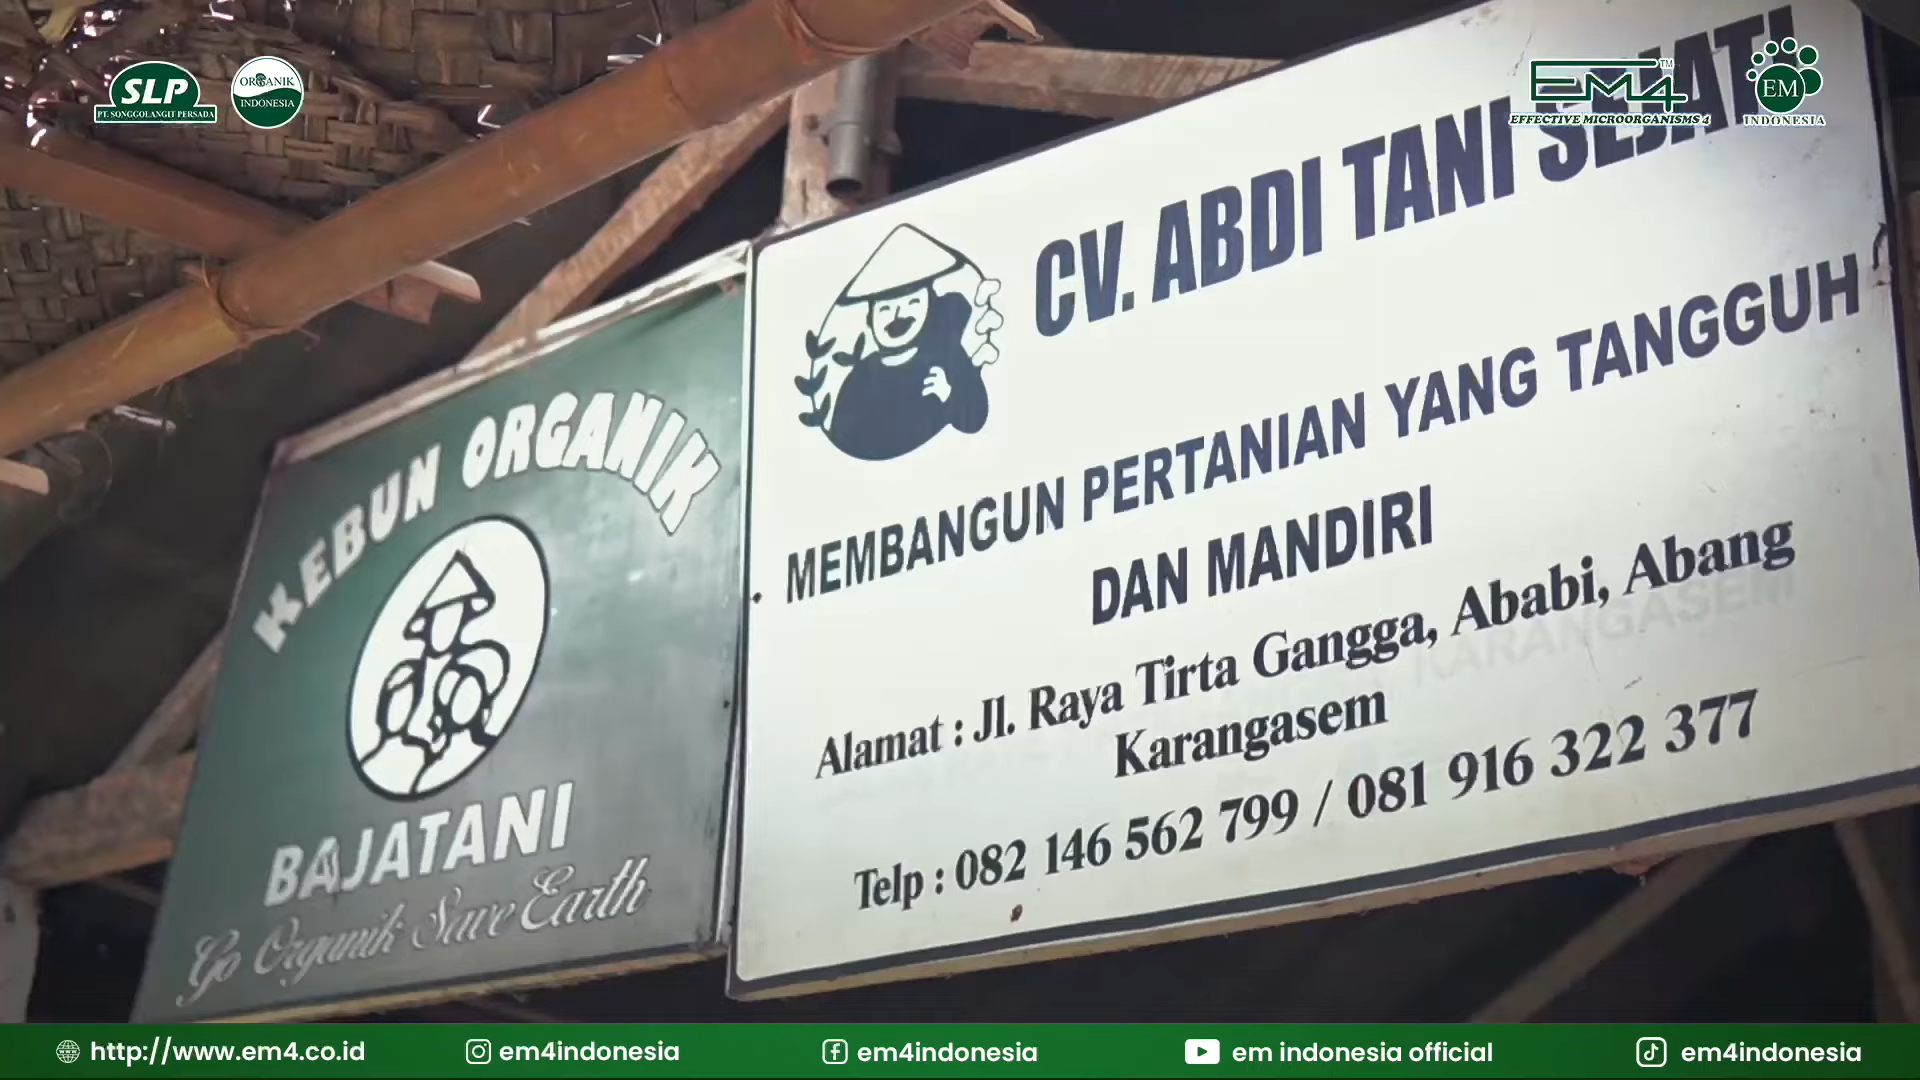 SLP
PT. SONGGOLANGIT PERSADA
ORGANIK
INDONESIA
EM4 TM
EFFECTIVE MICROORGANISMS 4
EM
INDONESIA
KEBUN ORGANIK
BAJATANI
Go Organik Save Earth
CV. ABDI TANI SEJATI
MEMBANGUN PERTANIAN YANG TANGGUH
DAN MANDIRI
Alamat : Jl. Raya Tirta Gangga, Ababi, Abang
Karangasem
KARANGASEM
Telp : 082 146 562 799 / 081 916 322 377
http://www.em4.co.id
em4indonesia
em4indonesia
em indonesia official
em4indonesia